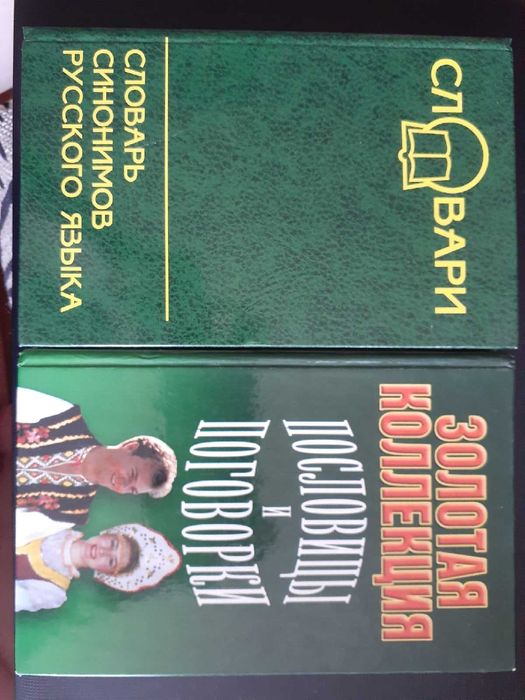 СЛОВАРИ
СЛОВАРЬ
СИНОНИМОВ
РУССКОГО ЯЗЫКА
ЗОЛОТАЯ
КОЛЛЕКЦИЯ
ПОСЛОВИЦЫ
И
ПОГОВОРКИ